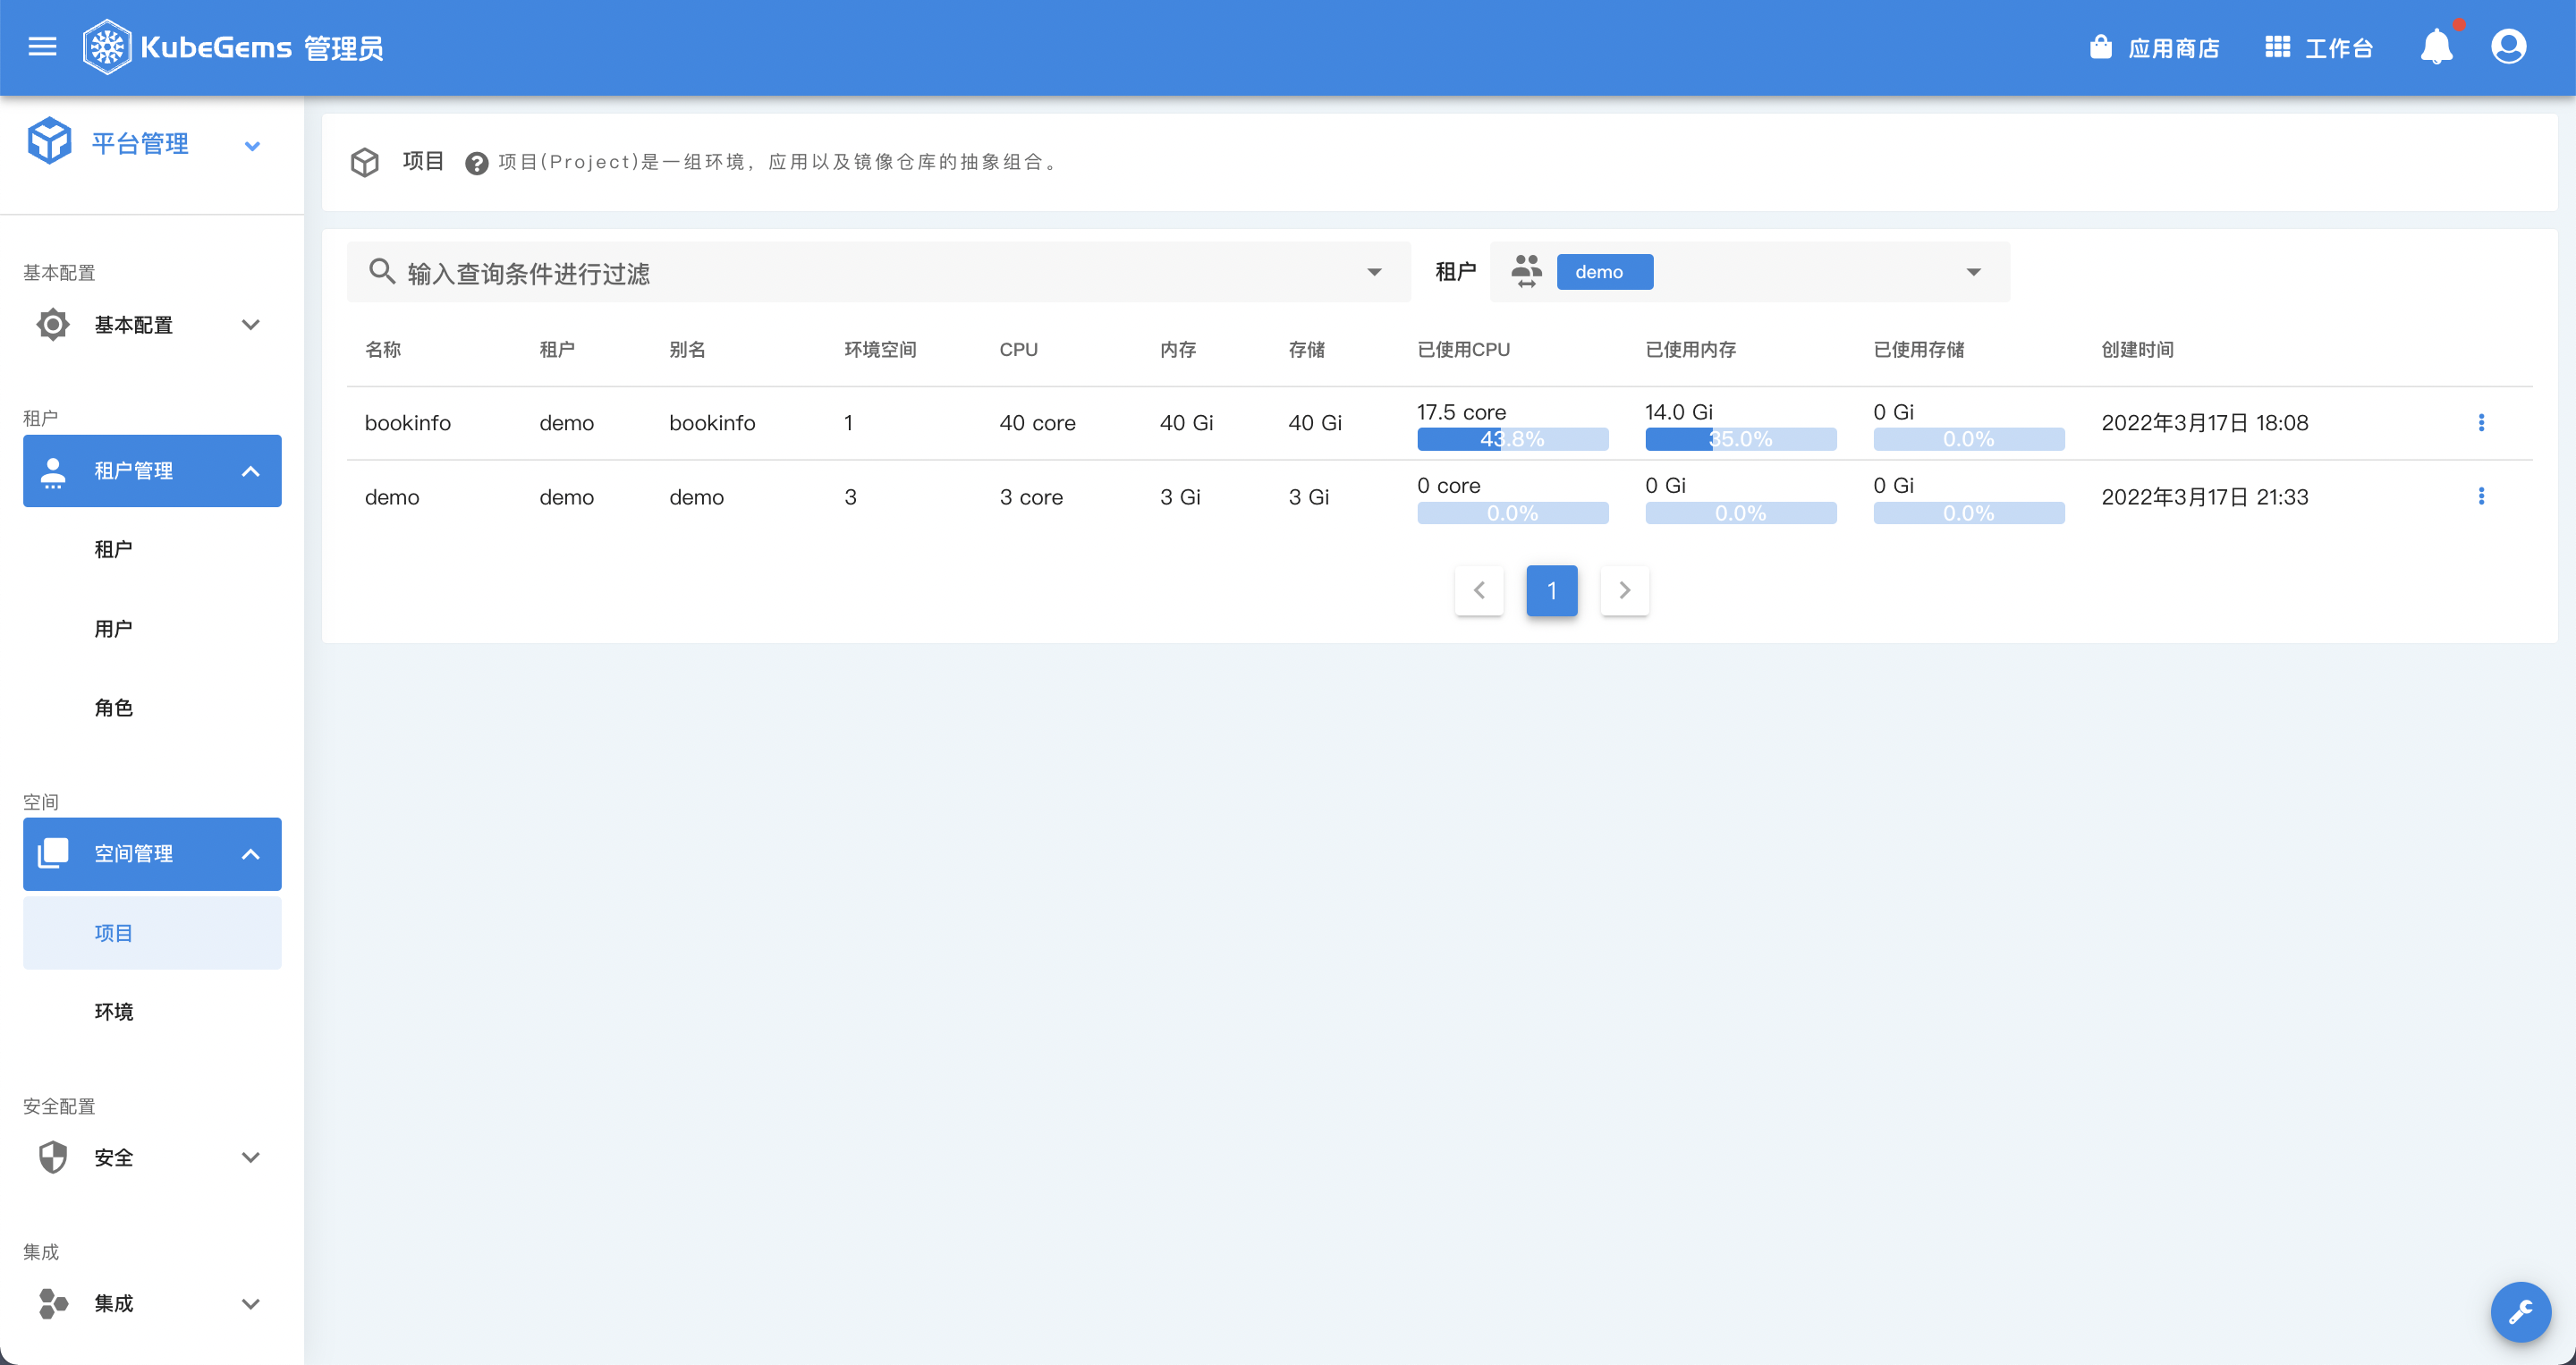 KubeGems 管理员
应用商店
工作台
平台管理
基本配置
基本配置
租户
租户管理
租户
用户
角色
空间
空间管理
项目
环境
安全配置
安全
集成
集成
项目 项目(Project)是一组环境，应用以及镜像仓库的抽象组合。
输入查询条件进行过滤 租户 demo
名称 租户 别名 环境空间 CPU 内存 存储 已使用CPU 已使用内存 已使用存储 创建时间
bookinfo demo bookinfo 1 40 core 40 Gi 40 Gi 17.5 core 14.0 Gi 0 Gi 2022年3月17日 18:08
43.8% 35.0% 0.0%
demo demo demo 3 3 core 3 Gi 3 Gi 0 core 0 Gi 0 Gi 2022年3月17日 21:33
0.0% 0.0% 0.0%
1